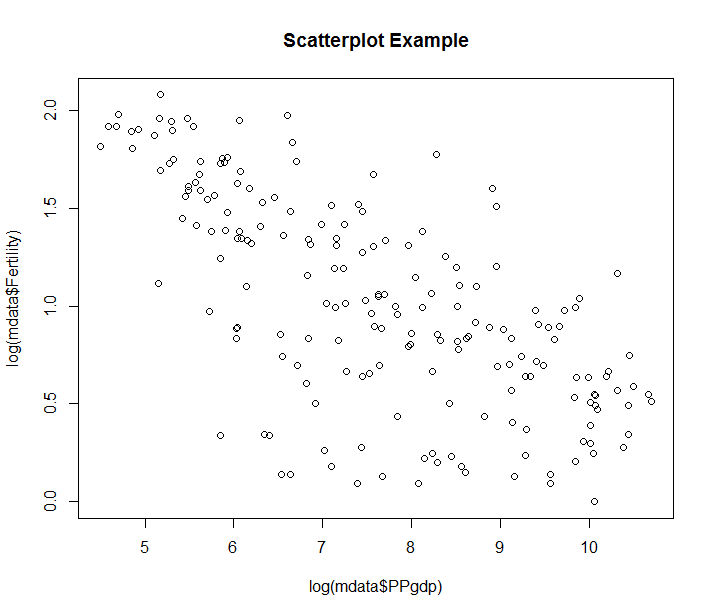 Scatterplot Example
log(mdata$Fertility)
2.0
1.5
1.0
0.5
0.0
5 6 7 8 9 10
log(mdata$PPgdp)